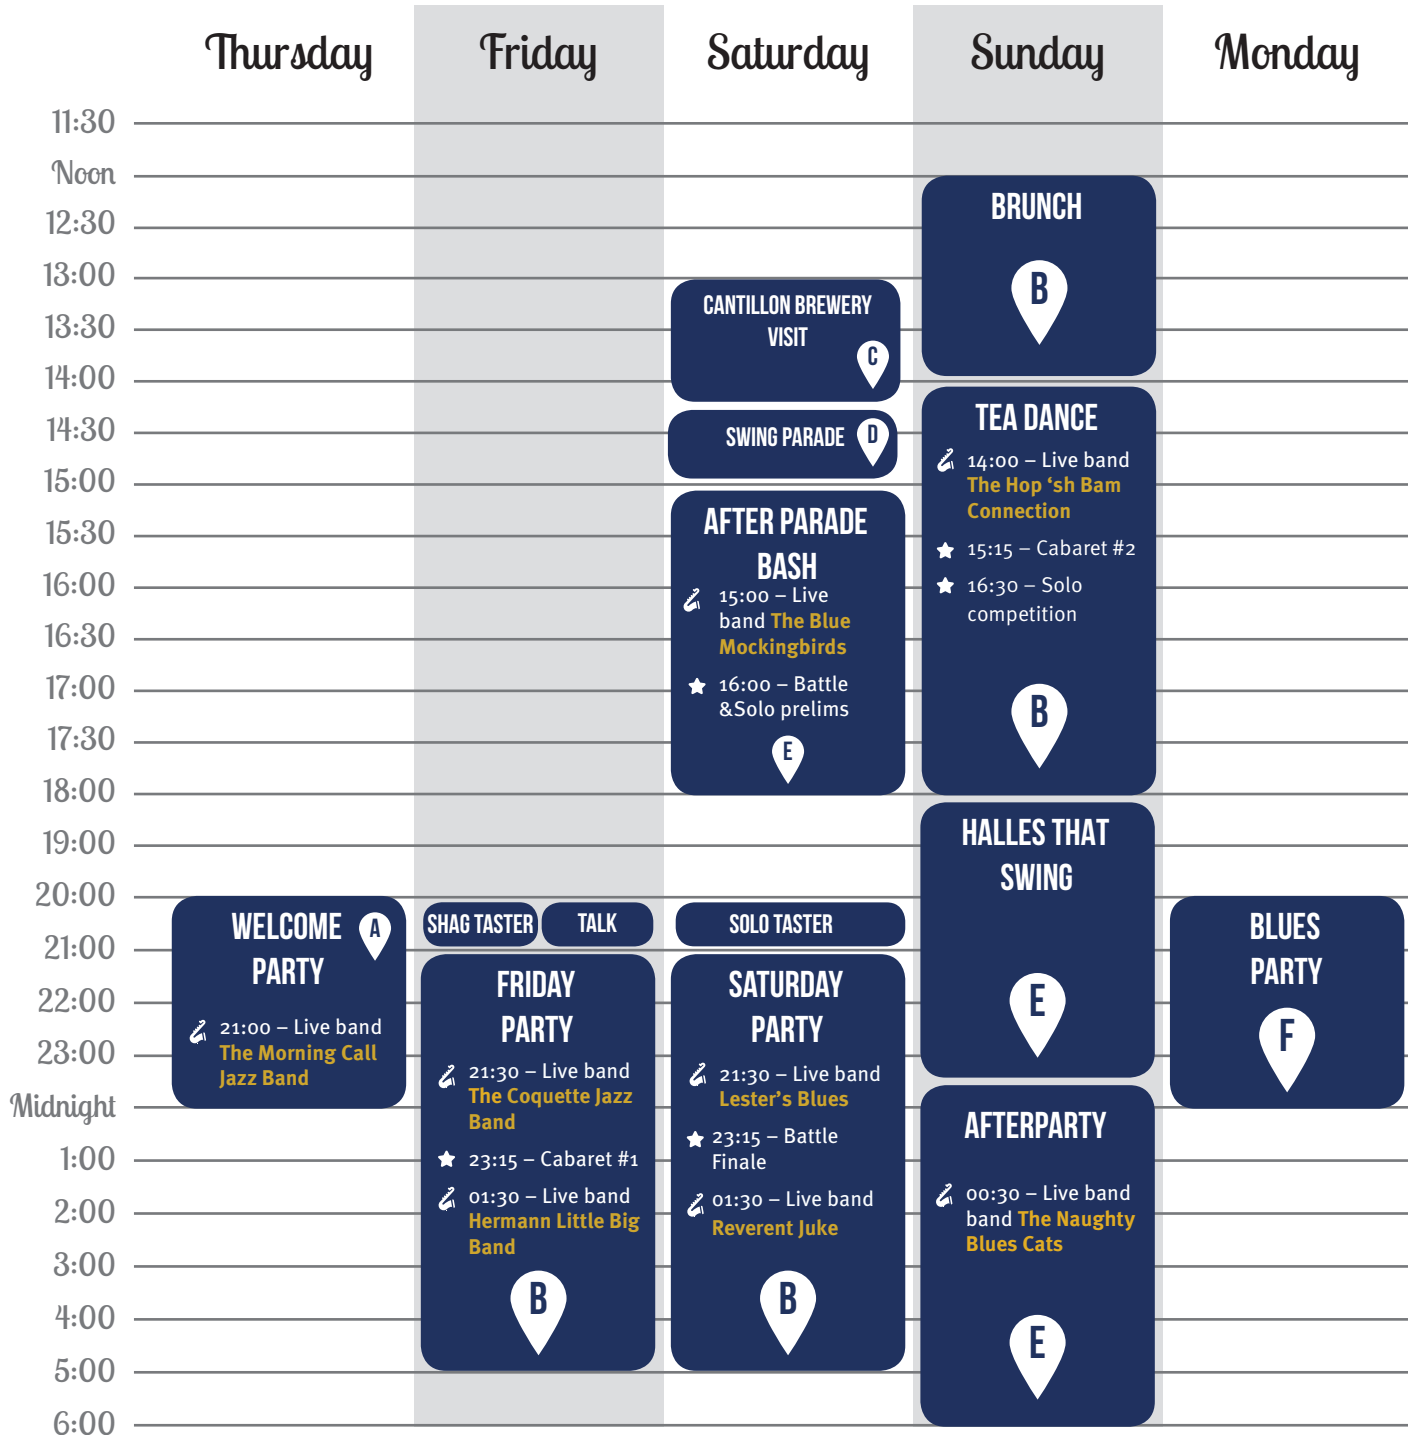 Thursday
Friday
Saturday
Sunday
Monday
11:30
Noon
12:30
13:00
13:30
14:00
14:30
15:00
15:30
16:00
16:30
17:00
17:30
18:00
19:00
20:00
21:00
22:00
23:00
Midnight
1:00
2:00
3:00
4:00
5:00
6:00
WELCOME
PARTY
A
21:00 – Live band
The Morning Call
Jazz Band
SHAG TASTER
TALK
FRIDAY
PARTY
21:30 – Live band
The Coquette Jazz
Band
23:15 – Cabaret #1
01:30 – Live band
Hermann Little Big
Band
B
CANTILLON BREWERY
VISIT
C
SWING PARADE
D
AFTER PARADE
BASH
15:00 – Live
band The Blue
Mockingbirds
16:00 – Battle
&Solo prelims
E
SOLO TASTER
SATURDAY
PARTY
21:30 – Live band
Lester’s Blues
23:15 – Battle
Finale
01:30 – Live band
Reverent Juke
B
BRUNCH
B
TEA DANCE
14:00 – Live band
The Hop ‘sh Bam
Connection
15:15 – Cabaret #2
16:30 – Solo
competition
B
HALLES THAT
SWING
E
AFTERPARTY
00:30 – Live band
band The Naughty
Blues Cats
E
BLUES
PARTY
F